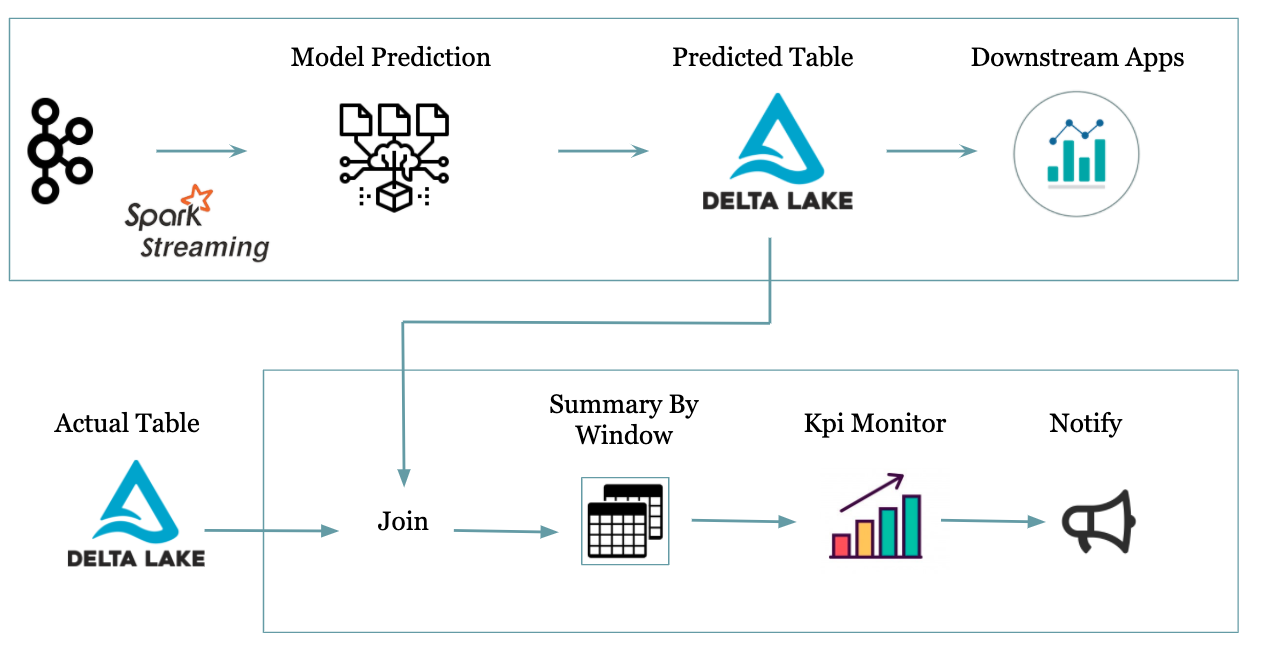 Model Prediction
Predicted Table
Downstream Apps
DELTA LAKE
Spark
Streaming
Actual Table
Summary By
Window
Kpi Monitor
Notify
Join
DELTA LAKE